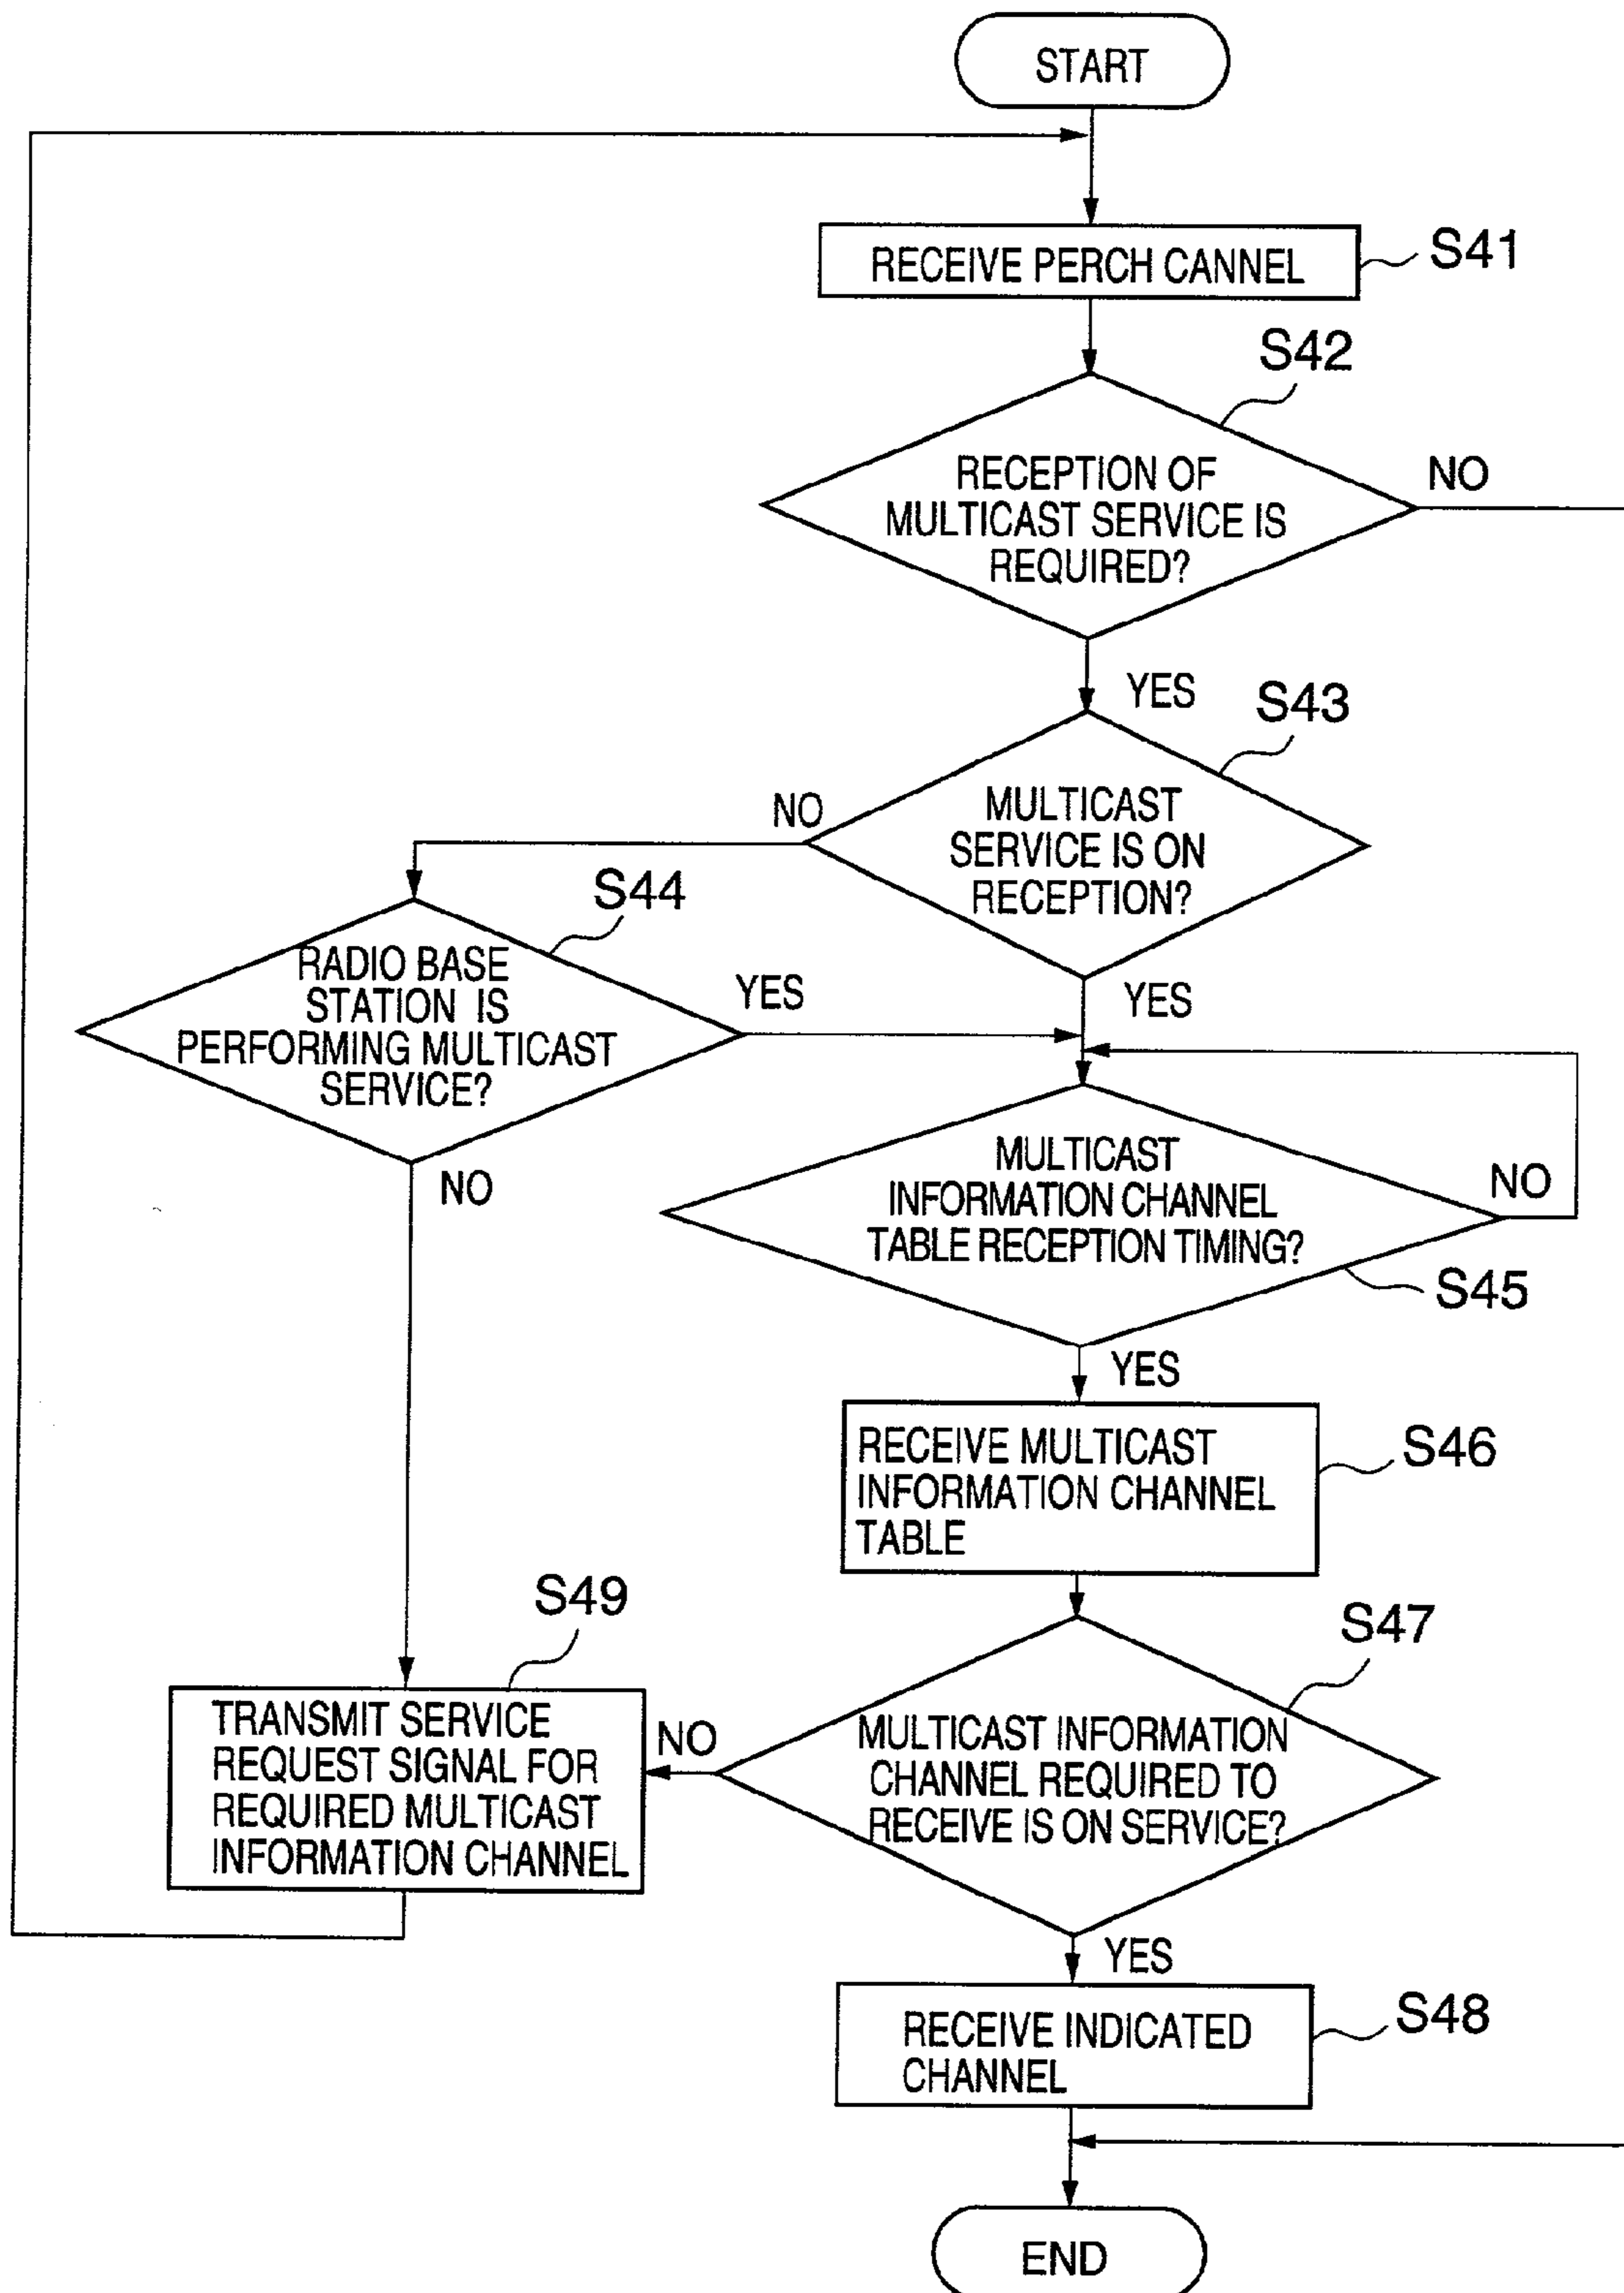 START
RECEIVE PERCH CANNEL
S41
S42
RECEPTION OF
MULTICAST SERVICE IS
REQUIRED?
NO
YES
S43
MULTICAST
SERVICE IS ON
RECEPTION?
NO
YES
S44
RADIO BASE
STATION IS
PERFORMING MULTICAST
SERVICE?
YES
NO
MULTICAST
INFORMATION CHANNEL
TABLE RECEPTION TIMING?
NO
S45
YES
RECEIVE MULTICAST
INFORMATION CHANNEL
TABLE
S46
S47
MULTICAST INFORMATION
CHANNEL REQUIRED TO
RECEIVE IS ON SERVICE?
NO
S49
TRANSMIT SERVICE
REQUEST SIGNAL FOR
REQUIRED MULTICAST
INFORMATION CHANNEL
YES
RECEIVE INDICATED
CHANNEL
S48
END